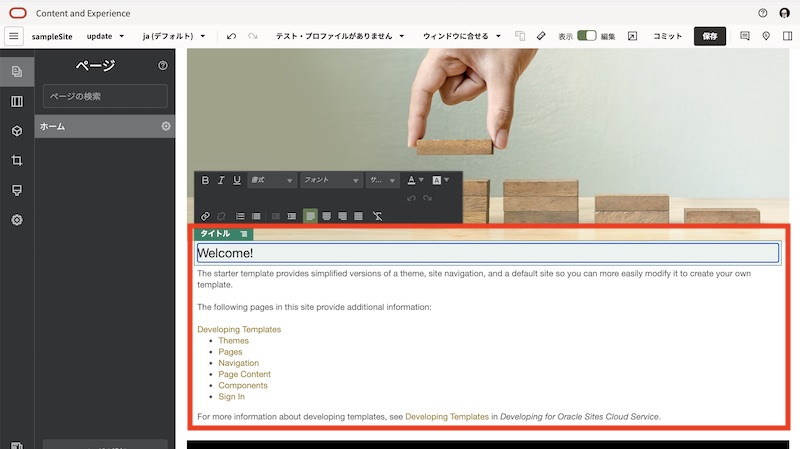 Content and Experience
sampleSite update ja (デフォルト) テスト・プロファイルがありません ウィンドウに合せる 表示 編集 コミット 保存
ページ
ページの検索
ホーム
B I U 書式 フォント サ... A A
タイトル
Welcome!
The starter template provides simplified versions of a theme, site navigation, and a default site so you can more easily modify it to create your own
template.
The following pages in this site provide additional information:
Developing Templates
• Themes
• Pages
• Navigation
• Page Content
• Components
• Sign In
For more information about developing templates, see Developing Templates in Developing for Oracle Sites Cloud Service.